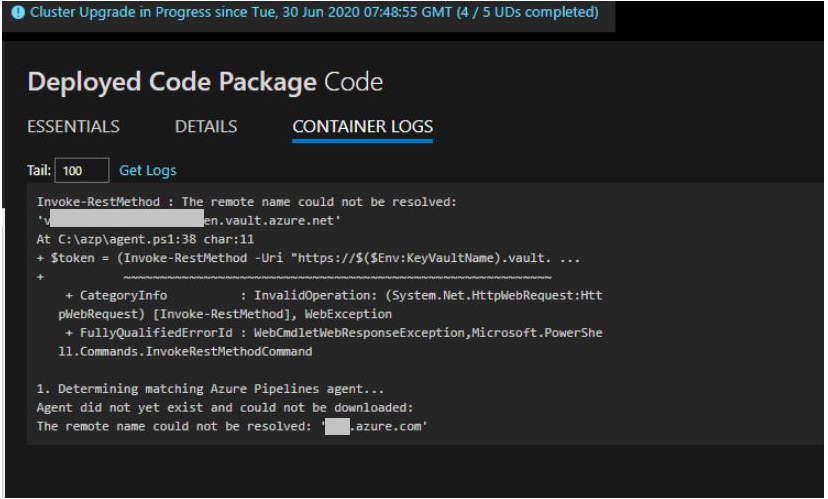 Cluster Upgrade in Progress since Tue, 30 Jun 2020 07:48:55 GMT (4 / 5 UDs completed)
Deployed Code Package Code
ESSENTIALS DETAILS CONTAINER LOGS
Tail: 100 Get Logs
Invoke-RestMethod : The remote name could not be resolved:
'v en.vault.azure.net'
At C:\azp\agent.ps1:38 char:11
+ $token = (Invoke-RestMethod -Uri "https://$($Env:KeyVaultName).vault. ...
+ ~~~~~~~~~~~~~~~~~~~~~~~~~~~~~~~~~~~~~~~~~~~~~~~~~~~~~~~~~~~
+ CategoryInfo : InvalidOperation: (System.Net.HttpWebRequest:Htt
pWebRequest) [Invoke-RestMethod], WebException
+ FullyQualifiedErrorId : WebCmdletWebResponseException,Microsoft.PowerShe
ll.Commands.InvokeRestMethodCommand
1. Determining matching Azure Pipelines agent...
Agent did not yet exist and could not be downloaded:
The remote name could not be resolved: ' .azure.com'